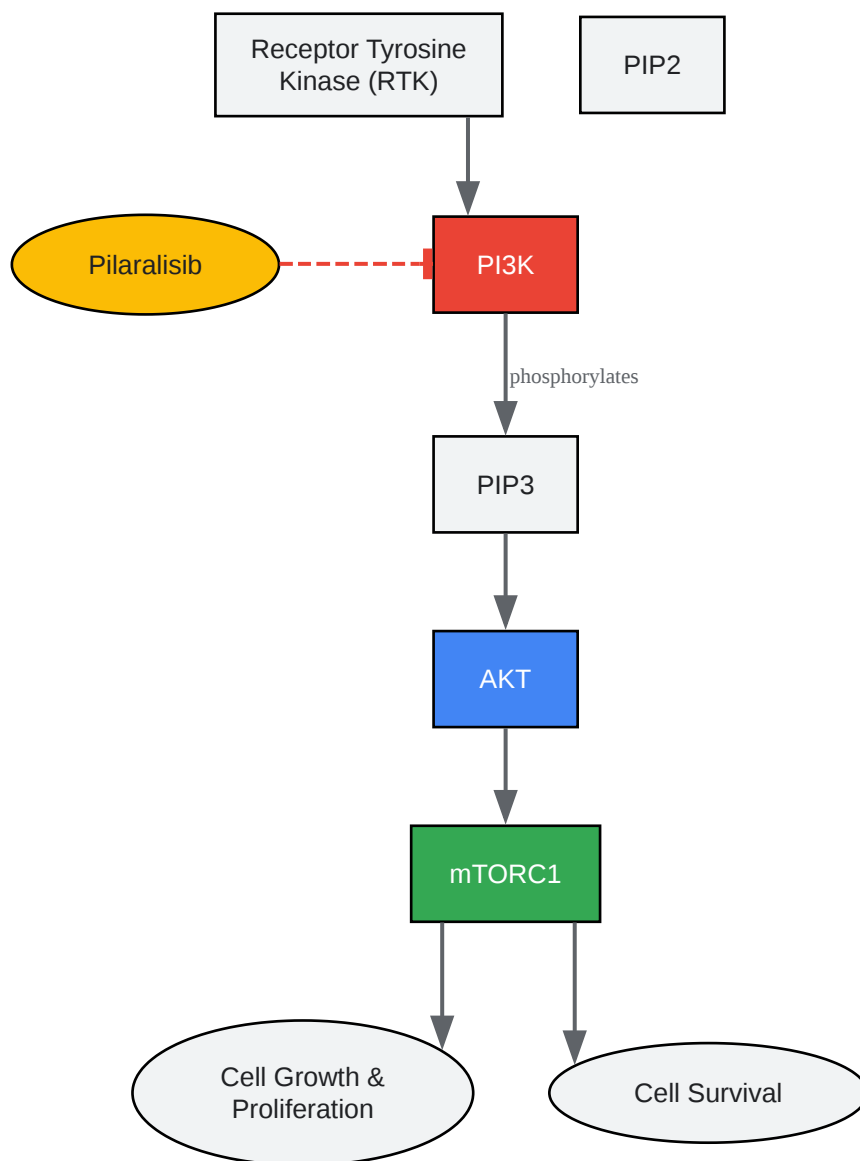 Receptor Tyrosine
Kinase (RTK)
PIP2
Pilaralisib
PI3K
phosphorylates
PIP3
AKT
mTORC1
Cell Growth &
Proliferation
Cell Survival